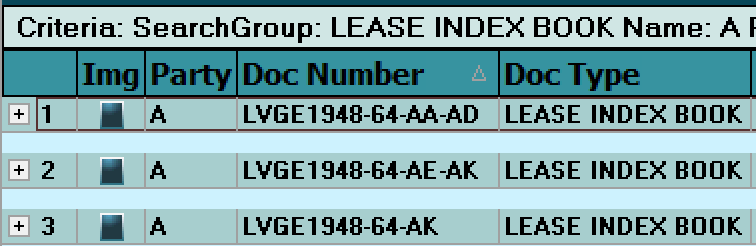 Criteria: SearchGroup: LEASE INDEX BOOK Name: A
Img Party Doc Number Doc Type
1 A LVGE1948-64-AA-AD LEASE INDEX BOOK
2 A LVGE1948-64-AE-AK LEASE INDEX BOOK
3 A LVGE1948-64-AK LEASE INDEX BOOK